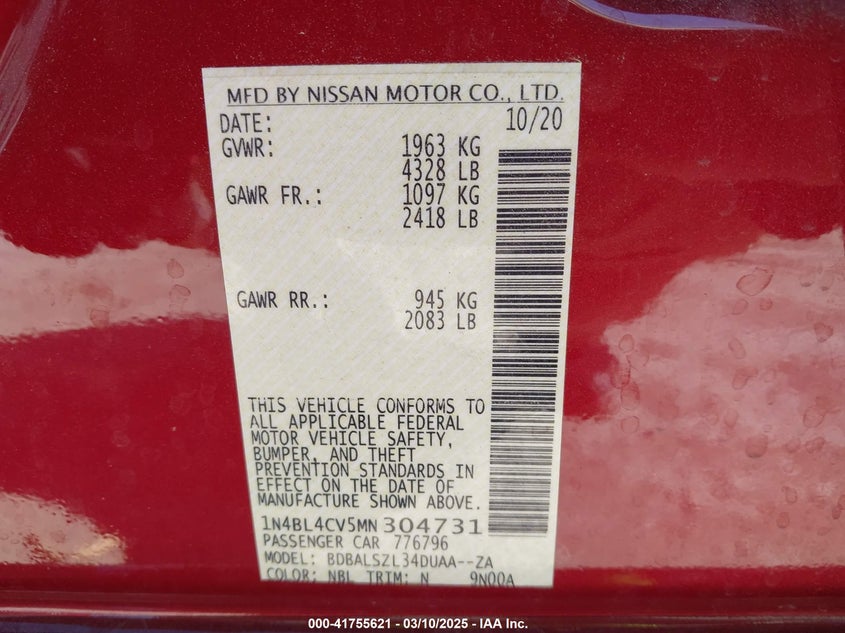 MFD BY NISSAN MOTOR CO., LTD.
DATE: 10/20
GVWR: 1963 KG
4328 LB
GAWR FR.: 1097 KG
2418 LB
GAWR RR.: 945 KG
2083 LB
THIS VEHICLE CONFORMS TO
ALL APPLICABLE FEDERAL
MOTOR VEHICLE SAFETY,
BUMPER, AND THEFT
PREVENTION STANDARDS IN
EFFECT ON THE DATE OF
MANUFACTURE SHOWN ABOVE.
1N4BL4CV5MN304731
PASSENGER CAR 776796
MODEL: BDBALSZL34DUAA--ZA
COLOR: NBL TRIM: N 9N00A
000-41755621 - 03/10/2025 - IAA Inc.